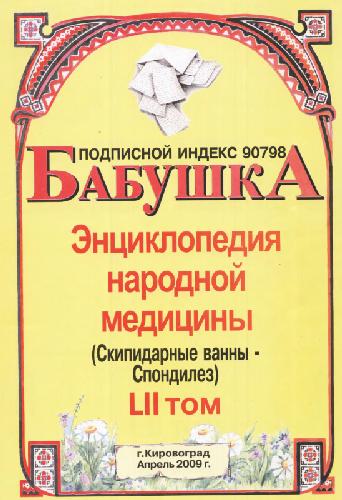 ПОДПИСНОЙ ИНДЕКС 90798
БАБУШКА
Энциклопедия
народной
медицины
(Скипидарные ванны -
Спондилез)
LII том
г.Кировоград
Апрель 2009 г.